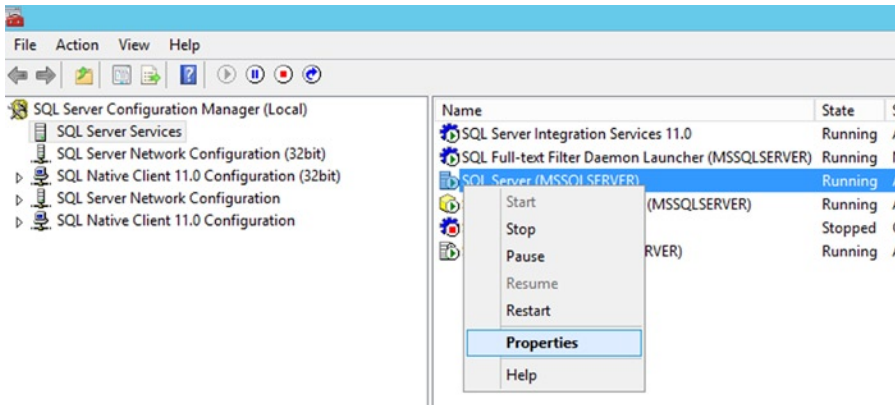 File Action View Help
SQL Server Configuration Manager (Local)
SQL Server Services
SQL Server Network Configuration (32bit)
SQL Native Client 11.0 Configuration (32bit)
SQL Server Network Configuration
SQL Native Client 11.0 Configuration
Name State
SQL Server Integration Services 11.0 Running
SQL Full-text Filter Daemon Launcher (MSSQLSERVER) Running
SQL Server (MSSQLSERVER) Running
(MSSQLSERVER) Running
Stopped
RVER) Running
Start
Stop
Pause
Resume
Restart
Properties
Help